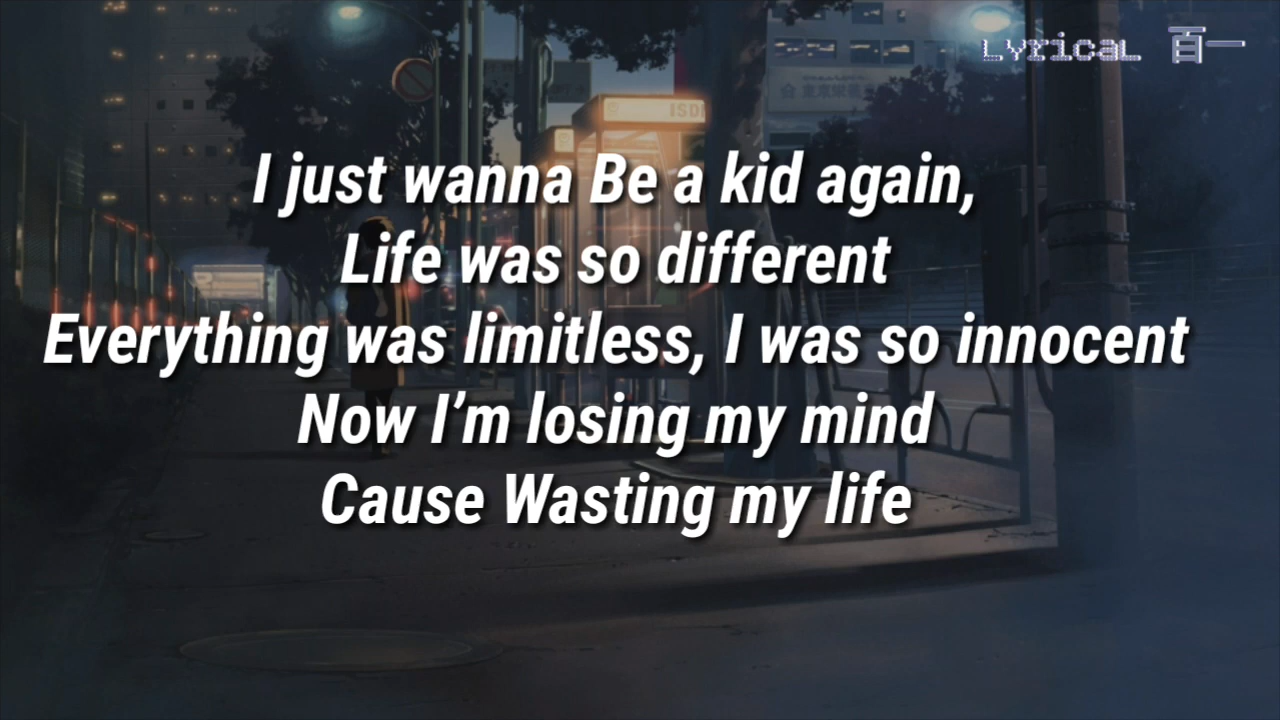 LYrical 百一
ISD
I just wanna Be a kid again,
Life was so different
Everything was limitless, I was so innocent
Now I’m losing my mind
Cause Wasting my life